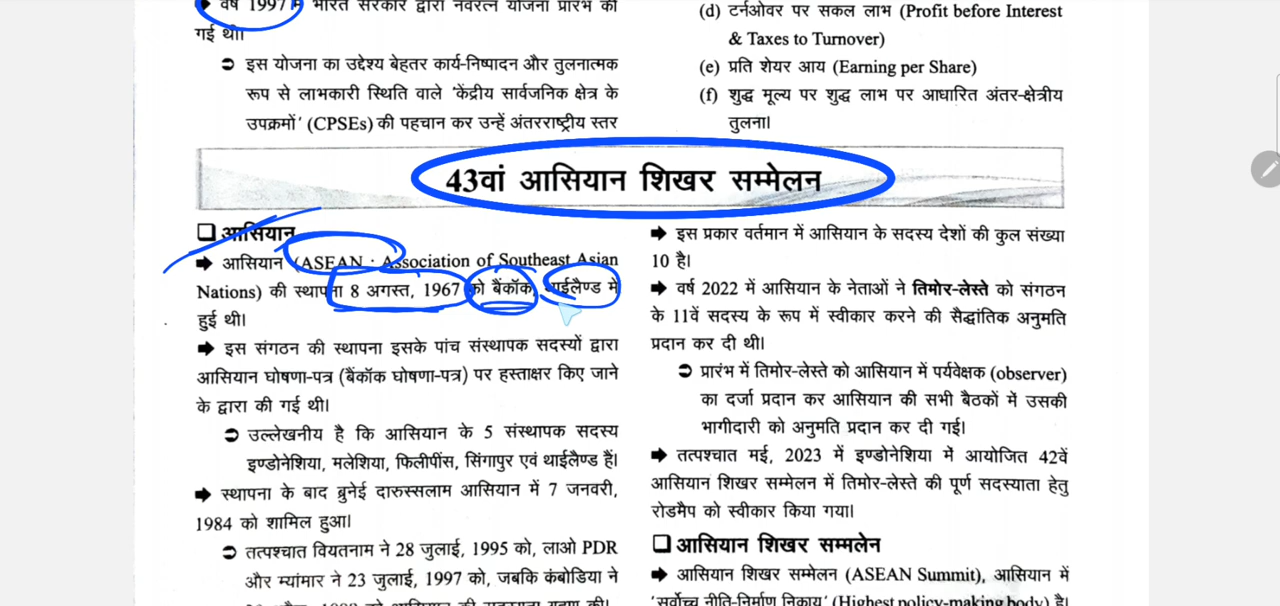 ➡ वर्ष 1997 में भारत सरकार द्वारा नवरत्न योजना प्रारंभ की
गई थी।
➲ इस योजना का उद्देश्य बेहतर कार्य-निष्पादन और तुलनात्मक
रूप से लाभकारी स्थिति वाले 'केंद्रीय सार्वजनिक क्षेत्र के
उपक्रमों' (CPSEs) की पहचान कर उन्हें अंतरराष्ट्रीय स्तर
(d) टर्नओवर पर सकल लाभ (Profit before Interest
& Taxes to Turnover)
(e) प्रति शेयर आय (Earning per Share)
(f) शुद्ध मूल्य पर शुद्ध लाभ पर आधारित अंतर-क्षेत्रीय
तुलना।
43वां आसियान शिखर सम्मेलन
❑ आसियान
➡ आसियान (ASEAN : Association of Southeast Asian
Nations) की स्थापना 8 अगस्त, 1967 को बैंकॉक, थाईलैण्ड में
हुई थी।
➡ इस संगठन की स्थापना इसके पांच संस्थापक सदस्यों द्वारा
आसियान घोषणा-पत्र (बैंकॉक घोषणा-पत्र) पर हस्ताक्षर किए जाने
के द्वारा की गई थी।
➲ उल्लेखनीय है कि आसियान के 5 संस्थापक सदस्य
इण्डोनेशिया, मलेशिया, फिलीपींस, सिंगापुर एवं थाईलैण्ड हैं।
➡ स्थापना के बाद ब्रुनेई दारुस्सलाम आसियान में 7 जनवरी,
1984 को शामिल हुआ।
➲ तत्पश्चात वियतनाम ने 28 जुलाई, 1995 को, लाओ PDR
और म्यांमार ने 23 जुलाई, 1997 को, जबकि कंबोडिया ने
➡ इस प्रकार वर्तमान में आसियान के सदस्य देशों की कुल संख्या
10 है।
➡ वर्ष 2022 में आसियान के नेताओं ने तिमोर-लेस्ते को संगठन
के 11वें सदस्य के रूप में स्वीकार करने की सैद्धांतिक अनुमति
प्रदान कर दी थी।
➲ प्रारंभ में तिमोर-लेस्ते को आसियान में पर्यवेक्षक (observer)
का दर्जा प्रदान कर आसियान की सभी बैठकों में उसकी
भागीदारी को अनुमति प्रदान कर दी गई।
➡ तत्पश्चात मई, 2023 में इण्डोनेशिया में आयोजित 42वें
आसियान शिखर सम्मेलन में तिमोर-लेस्ते की पूर्ण सदस्याता हेतु
रोडमैप को स्वीकार किया गया।
❑ आसियान शिखर सम्मलेन
➡ आसियान शिखर सम्मेलन (ASEAN Summit), आसियान में
'सर्वोच्च नीति-निर्माण निकाय' (Highest policy-making body) है।